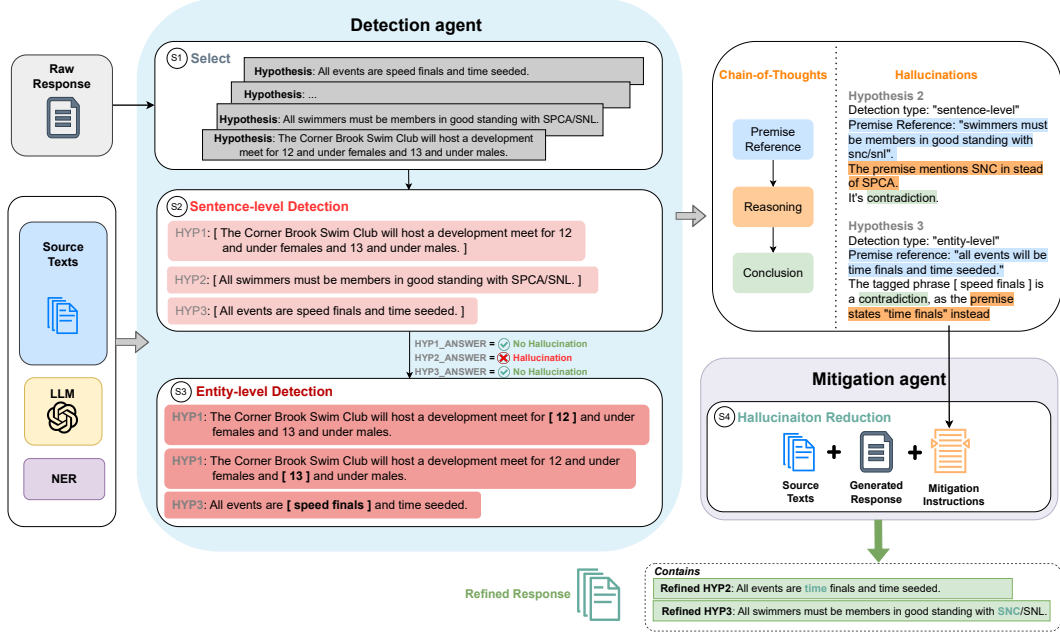 Detection agent
Raw
Response
S1 Select
Hypothesis: All events are speed finals and time seeded.
Hypothesis: ...
Hypothesis: All swimmers must be members in good standing with SPCA/SNL.
Hypothesis: The Corner Brook Swim Club will host a development
meet for 12 and under females and 13 and under males.
Source
Texts
LLM
NER
S2 Sentence-level Detection
HYP1: [ The Corner Brook Swim Club will host a development meet for 12
and under females and 13 and under males. ]
HYP2: [ All swimmers must be members in good standing with SPCA/SNL. ]
HYP3: [ All events are speed finals and time seeded. ]
HYP1_ANSWER = No Hallucination
HYP2_ANSWER = Hallucination
HYP3_ANSWER = No Hallucination
S3 Entity-level Detection
HYP1: The Corner Brook Swim Club will host a development meet for [ 12 ] and under
females and 13 and under males.
HYP1: The Corner Brook Swim Club will host a development meet for 12 and under
females and [ 13 ] and under males.
HYP3: All events are [ speed finals ] and time seeded.
Chain-of-Thoughts
Premise
Reference
Reasoning
Conclusion
Hallucinations
Hypothesis 2
Detection type: "sentence-level"
Premise Reference: "swimmers must
be members in good standing with
snc/snl".
The premise mentions SNC in stead
of SPCA.
It's contradiction.
Hypothesis 3
Detection type: "entity-level"
Premise reference: "all events will be
time finals and time seeded."
The tagged phrase [ speed finals ] is
a contradiction, as the premise
states "time finals" instead
Mitigation agent
S4 Hallucinaiton Reduction
Source
Texts
Generated
Response
Mitigation
Instructions
Refined Response
Contains
Refined HYP2: All events are time finals and time seeded.
Refined HYP3: All swimmers must be members in good standing with SNC/SNL.